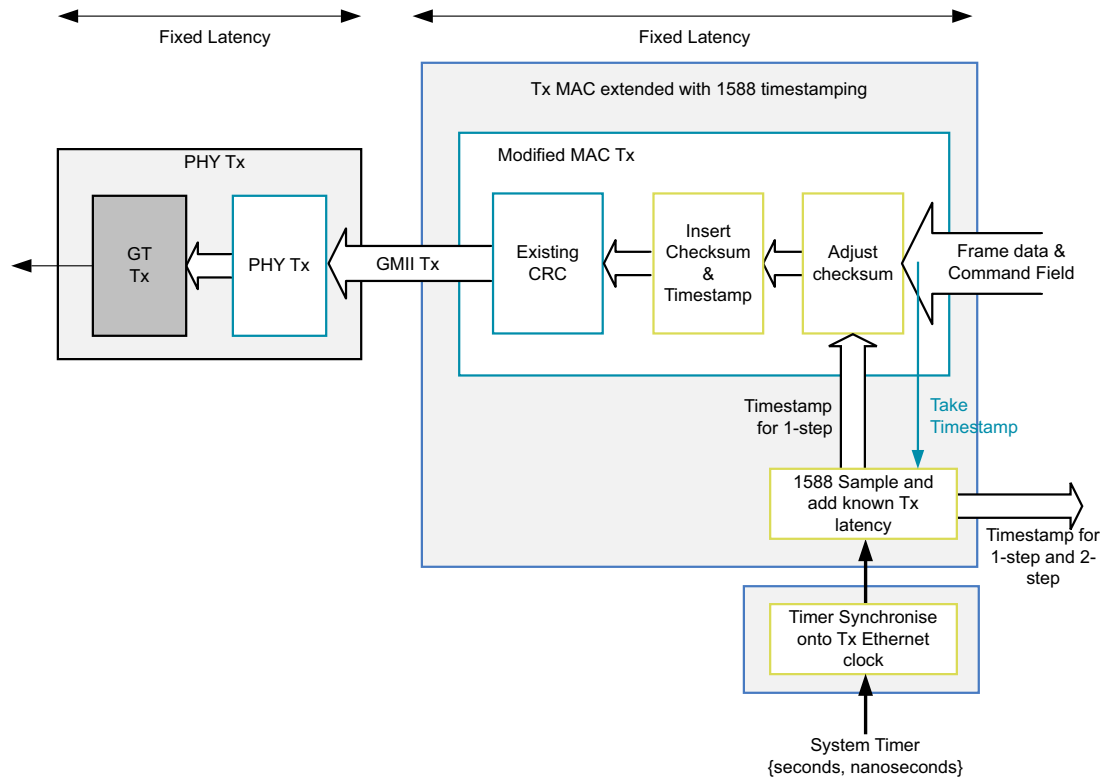 Fixed Latency
Fixed Latency
Tx MAC extended with 1588 timestamping
PHY Tx
Modified MAC Tx
GT
Tx
PHY Tx
GMII Tx
Existing
CRC
Insert
Checksum
&
Timestamp
Adjust
checksum
Frame data &
Command Field
Timestamp
for 1-step
Take
Timestamp
1588 Sample and
add known Tx
latency
Timestamp for
1-step and 2-
step
Timer Synchronise
onto Tx Ethernet
clock
System Timer
{seconds, nanoseconds}